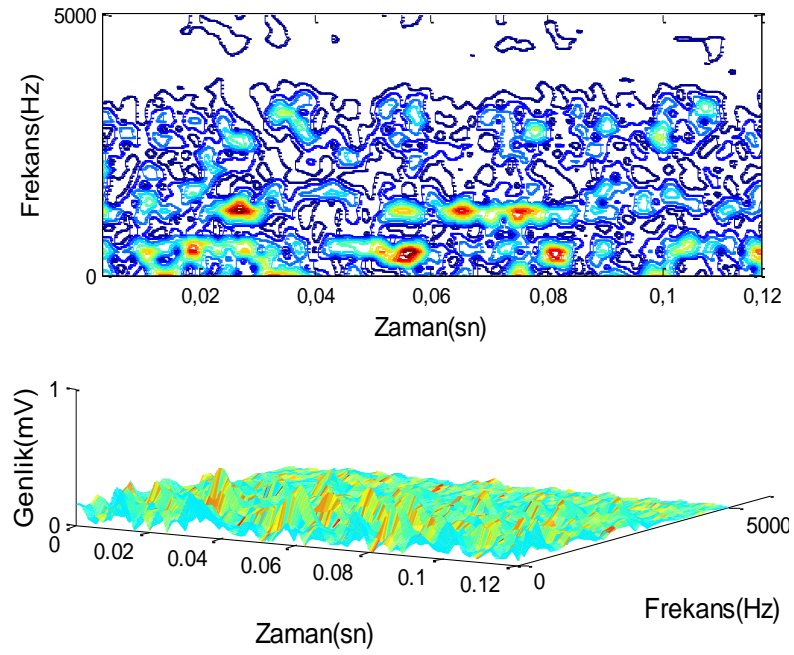 5000
Frekans(Hz)
0
0,02 0,04 0,06 0,08 0,1 0,12
Zaman(sn)
1
Genlik(mV)
0
0 0.02 0.04 0.06 0.08 0.1 0.12
0 5000
Zaman(sn)
Frekans(Hz)